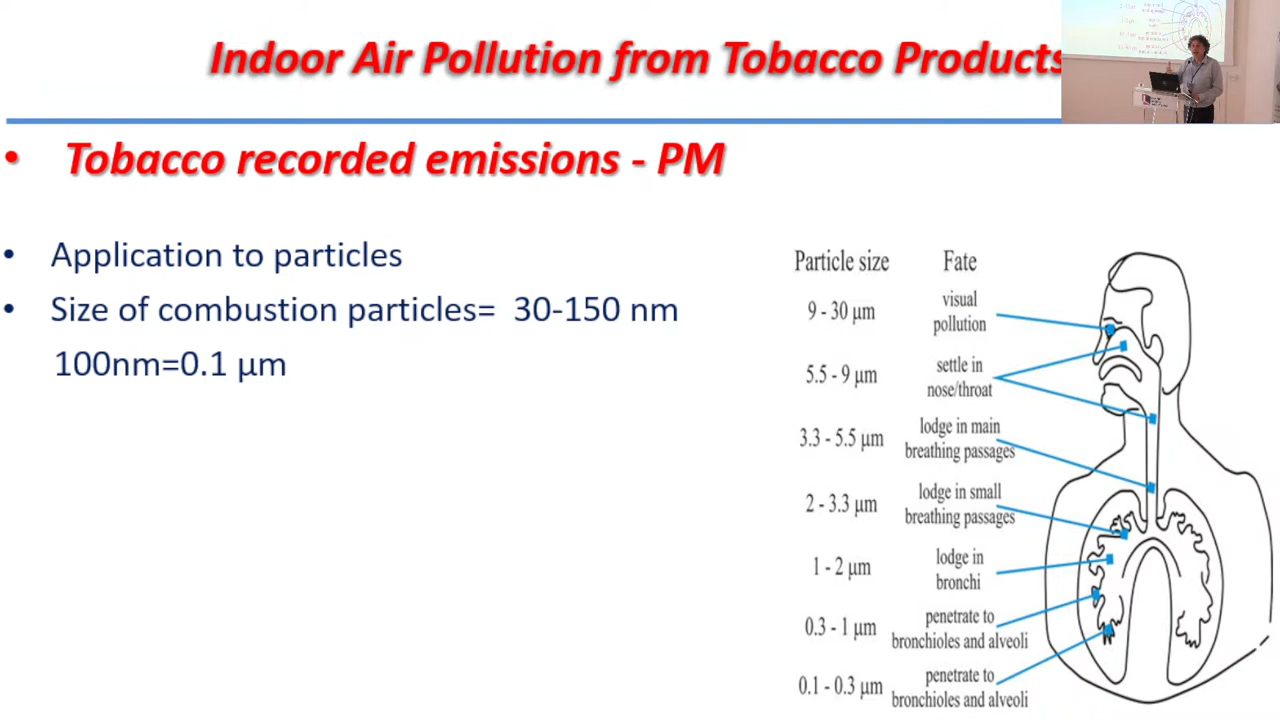 Indoor Air Pollution from Tobacco Products
• Tobacco recorded emissions - PM
• Application to particles
• Size of combustion particles= 30-150 nm
100nm=0.1 µm
Particle size Fate
9 - 30 µm visual
pollution
5.5 - 9 µm settle in
nose/throat
3.3 - 5.5 µm lodge in main
breathing passages
2 - 3.3 µm lodge in small
breathing passages
1 - 2 µm lodge in
bronchi
0.3 - 1 µm penetrate to
bronchioles and alveoli
0.1 - 0.3 µm penetrate to
bronchioles and alveoli